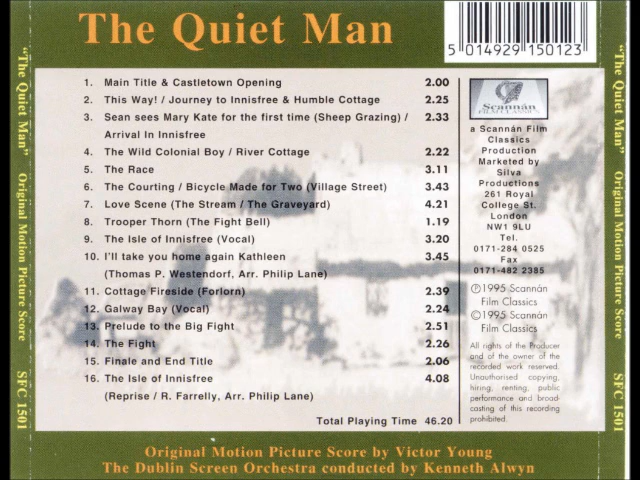 The Quiet Man
5 014929 150123
"The Quiet Man" Original Motion Picture Score SFC 1501
1. Main Title & Castletown Opening 2.00
2. This Way! / Journey to Innisfree & Humble Cottage 2.25
3. Sean sees Mary Kate for the first time (Sheep Grazing) / 2.33
Arrival In Innisfree
4. The Wild Colonial Boy / River Cottage 2.22
5. The Race 3.11
6. The Courting / Bicycle Made for Two (Village Street) 3.43
7. Love Scene (The Stream / The Graveyard) 4.21
8. Trooper Thorn (The Fight Bell) 1.19
9. The Isle of Innisfree (Vocal) 3.20
10. I'll take you home again Kathleen 3.45
(Thomas P. Westendorf, Arr. Philip Lane)
11. Cottage Fireside (Forlorn) 2.39
12. Galway Bay (Vocal) 2.24
13. Prelude to the Big Fight 2.51
14. The Fight 2.26
15. Finale and End Title 2.06
16. The Isle of Innisfree 4.08
(Reprise / R. Farrelly, Arr. Philip Lane)
Total Playing Time 46.20
Scannán
FILM CLASSICS
a Scannán Film
Classics
Production
Marketed by
Silva
Productions
261 Royal
College St.
London
NW1 9LU
Tel.
0171-284 0525
Fax
0171-482 2385
℗1995 Scannán
Film Classics
©1995 Scannán
Film Classics
All rights of the Producer
and of the owner of the
recorded work reserved.
Unauthorised copying,
hiring, renting, public
performance and broad-
casting of this recording
prohibited.
"The Quiet Man" Original Motion Picture Score SFC 1501
Original Motion Picture Score by Victor Young
The Dublin Screen Orchestra conducted by Kenneth Alwyn